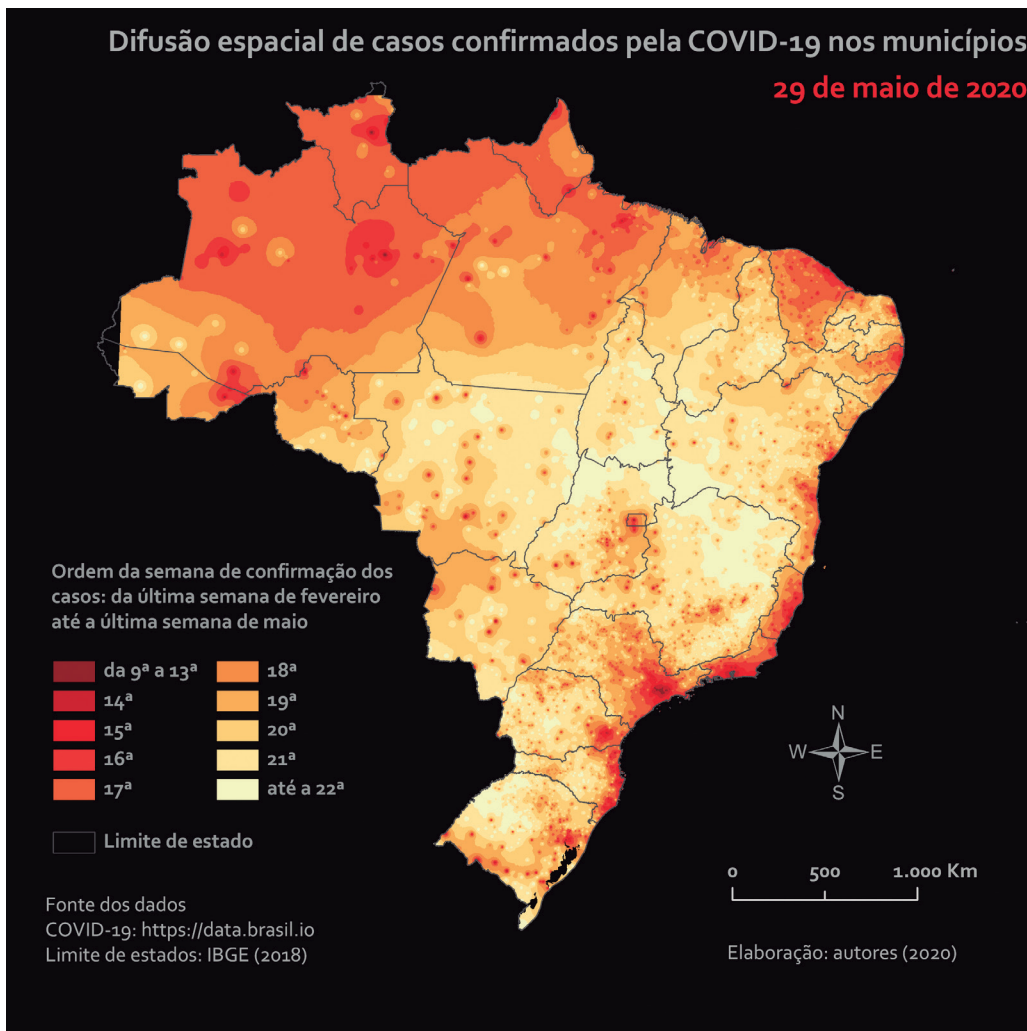 Difusão espacial de casos confirmados pela COVID-19 nos municípios
29 de maio de 2020
Ordem da semana de confirmação dos
casos: da última semana de fevereiro
até a última semana de maio
da 9ª a 13ª
14ª
15ª
16ª
17ª
18ª
19ª
20ª
21ª
até a 22ª
Limite de estado
Fonte dos dados
COVID-19: https://data.brasil.io
Limite de estados: IBGE (2018)
N
W E
S
0 500 1.000 Km
Elaboração: autores (2020)